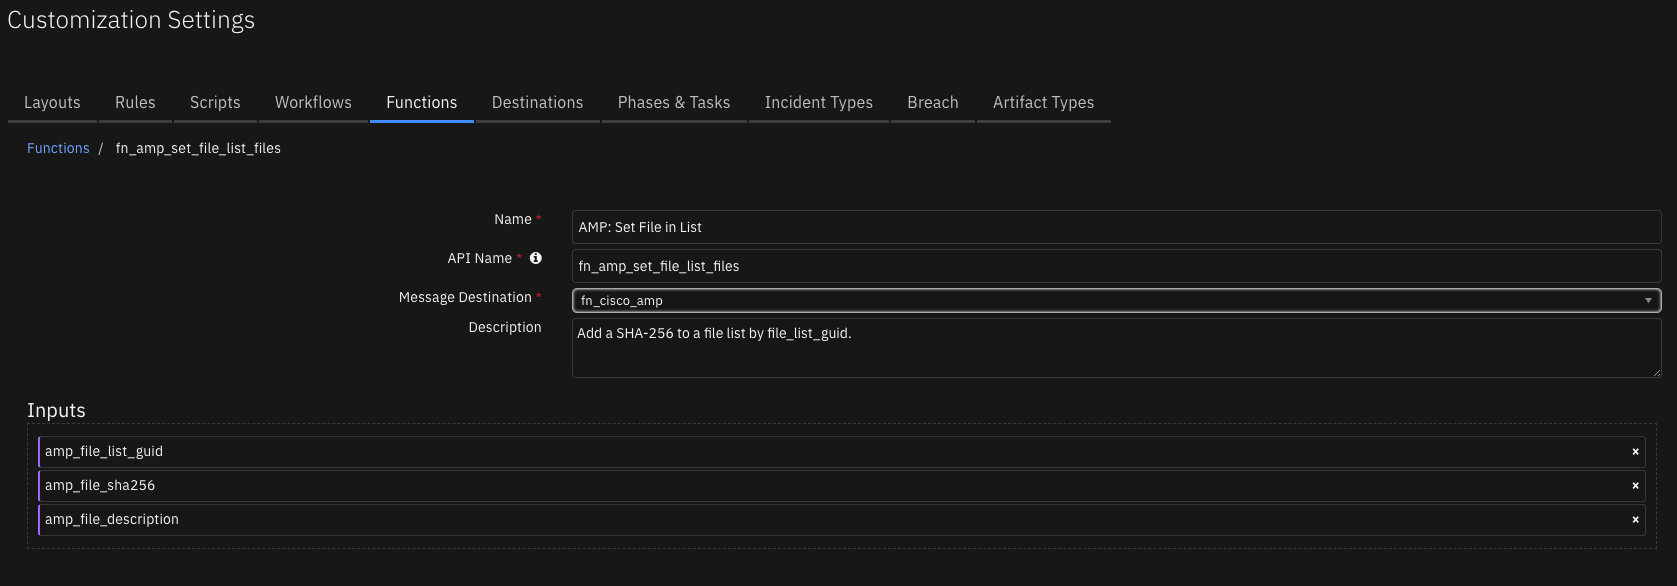 Customization Settings
Layouts Rules Scripts Workflows Functions Destinations Phases & Tasks Incident Types Breach Artifact Types
Functions / fn_amp_set_file_list_files
Name * AMP: Set File in List
API Name * fn_amp_set_file_list_files
Message Destination * fn_cisco_amp
Description Add a SHA-256 to a file list by file_list_guid.
Inputs
amp_file_list_guid ×
amp_file_sha256 ×
amp_file_description ×